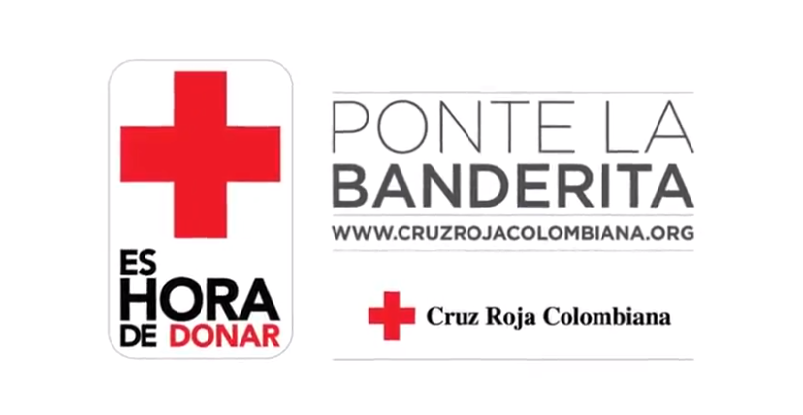 ES
HORA
DE DONAR
PONTE LA
BANDERITA
WWW.CRUZROJACOLOMBIANA.ORG
Cruz Roja Colombiana